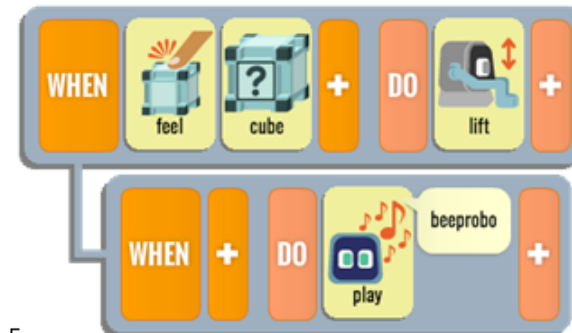 WHEN feel ? cube + DO lift +
WHEN + DO play beeprobo +